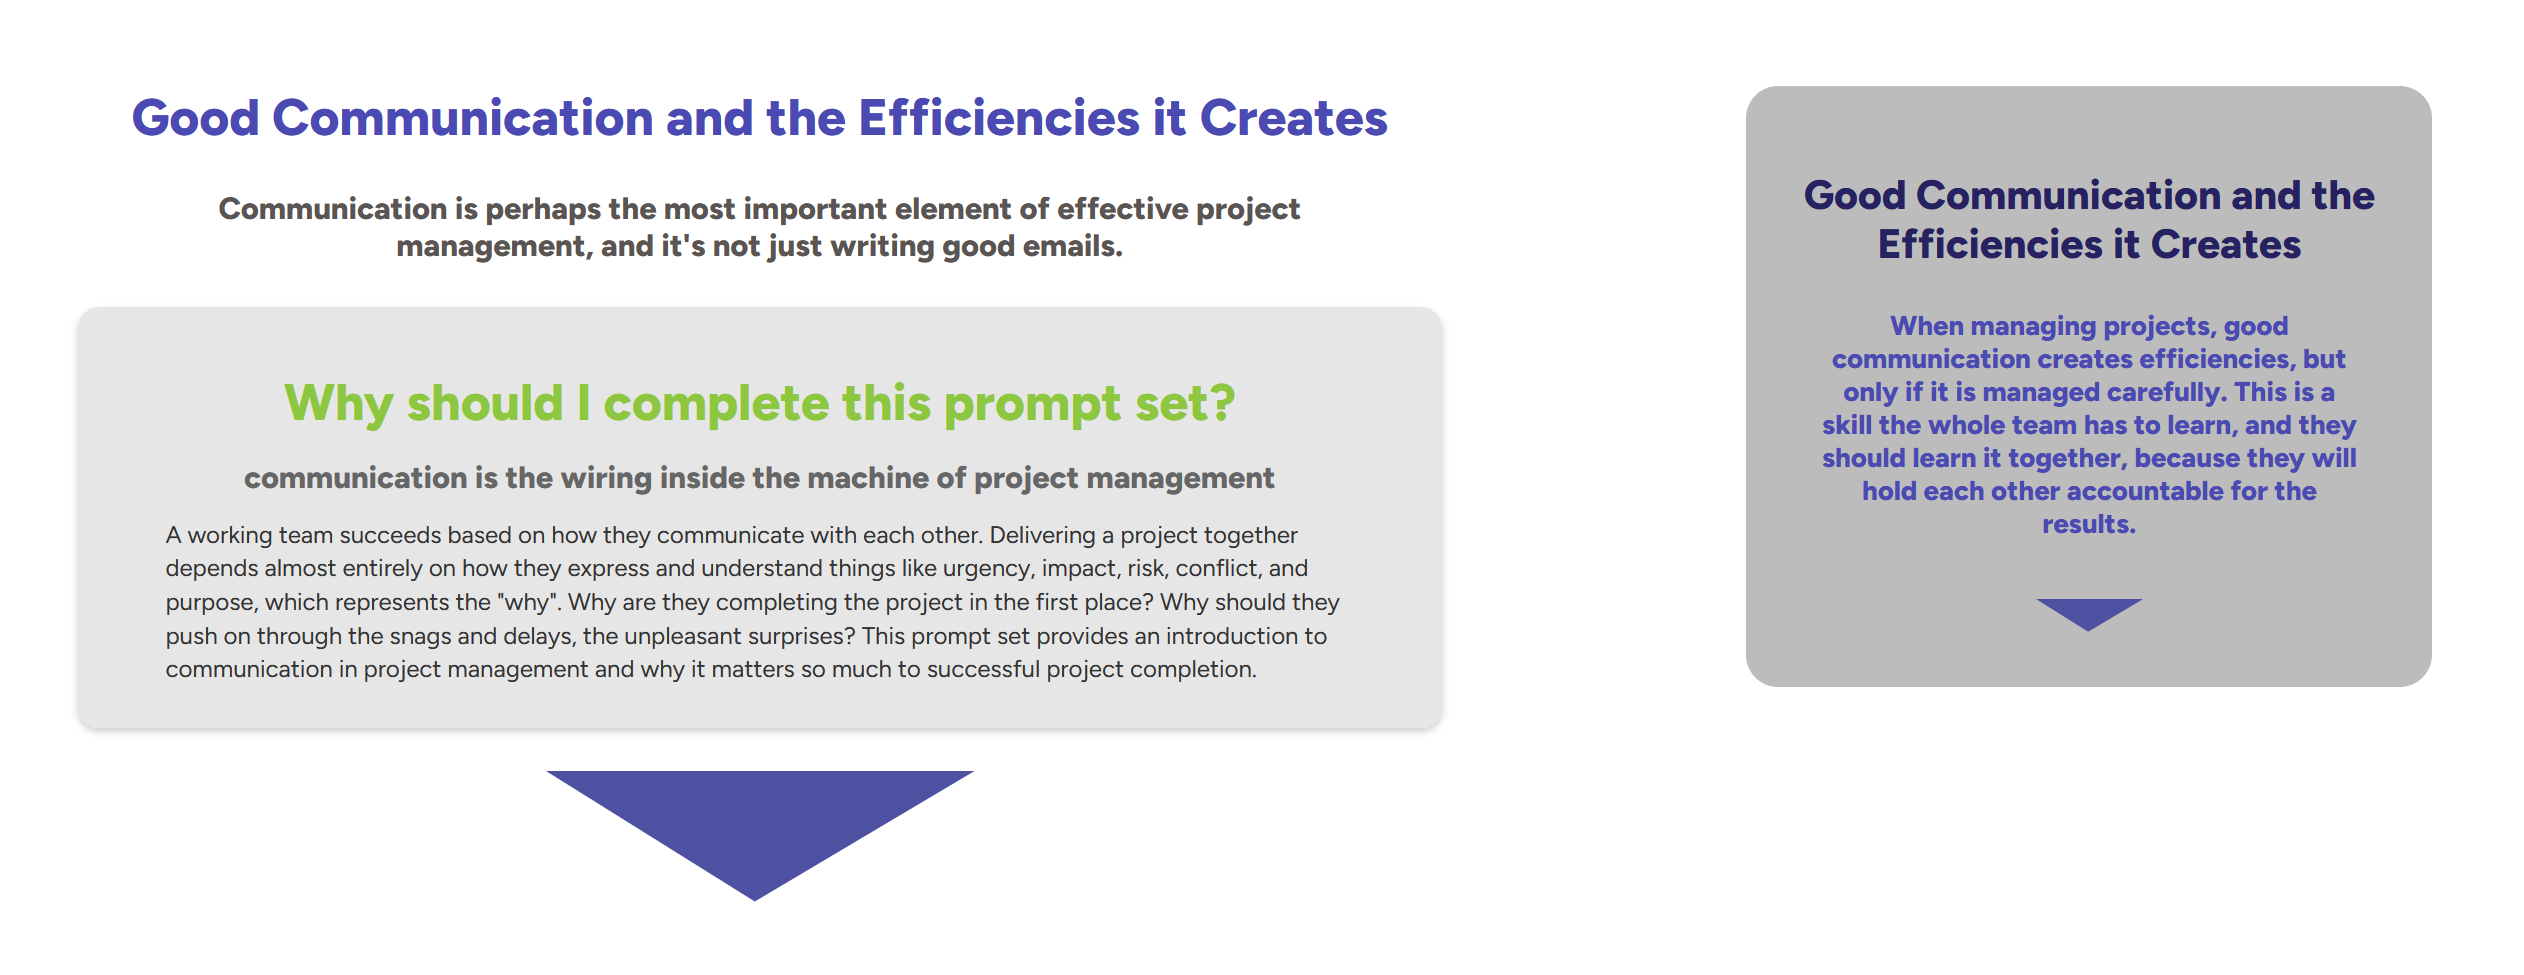 Good Communication and the Efficiencies it Creates
Communication is perhaps the most important element of effective project
management, and it's not just writing good emails.
Why should I complete this prompt set?
communication is the wiring inside the machine of project management
A working team succeeds based on how they communicate with each other. Delivering a project together
depends almost entirely on how they express and understand things like urgency, impact, risk, conflict, and
purpose, which represents the "why". Why are they completing the project in the first place? Why should they
push on through the snags and delays, the unpleasant surprises? This prompt set provides an introduction to
communication in project management and why it matters so much to successful project completion.
Good Communication and the
Efficiencies it Creates
When managing projects, good
communication creates efficiencies, but
only if it is managed carefully. This is a
skill the whole team has to learn, and they
should learn it together, because they will
hold each other accountable for the
results.